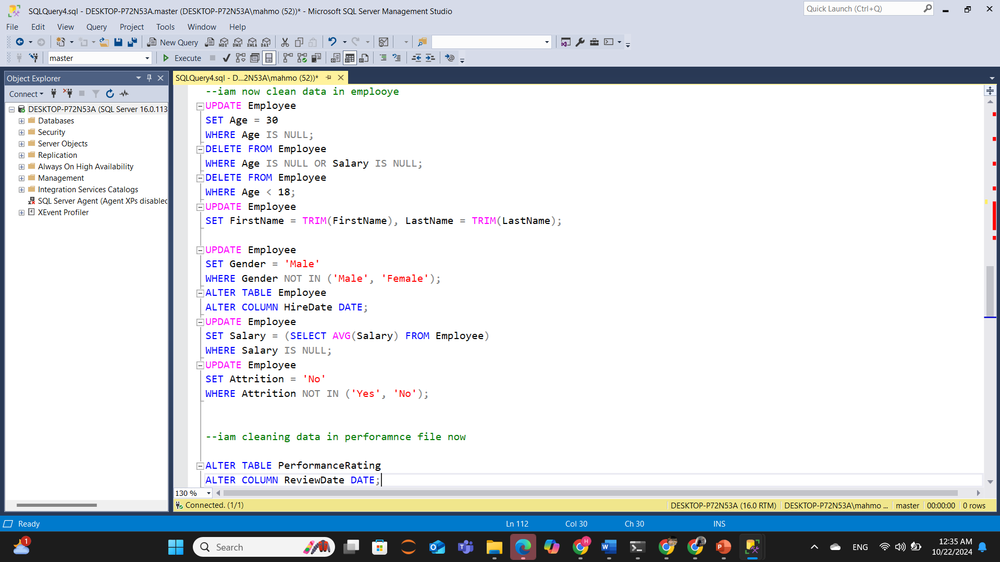 SQLQuery4.sql - DESKTOP-P72N53A.master (DESKTOP-P72N53A\mahmo (52))* - Microsoft SQL Server Management Studio
Quick Launch (Ctrl+Q)
File Edit View Query Project Tools Window Help
New Query MDX DMX XMLA DAX
master Execute
Object Explorer
SQLQuery4.sql - D...2N53A\mahmo (52))*
Connect
DESKTOP-P72N53A (SQL Server 16.0.113
Databases
Security
Server Objects
Replication
Always On High Availability
Management
Integration Services Catalogs
SQL Server Agent (Agent XPs disabled
XEvent Profiler
--iam now clean data in emplooye
UPDATE Employee
SET Age = 30
WHERE Age IS NULL;
DELETE FROM Employee
WHERE Age IS NULL OR Salary IS NULL;
DELETE FROM Employee
WHERE Age < 18;
UPDATE Employee
SET FirstName = TRIM(FirstName), LastName = TRIM(LastName);
UPDATE Employee
SET Gender = 'Male'
WHERE Gender NOT IN ('Male', 'Female');
ALTER TABLE Employee
ALTER COLUMN HireDate DATE;
UPDATE Employee
SET Salary = (SELECT AVG(Salary) FROM Employee)
WHERE Salary IS NULL;
UPDATE Employee
SET Attrition = 'No'
WHERE Attrition NOT IN ('Yes', 'No');
--iam cleaning data in perforamnce file now
ALTER TABLE PerformanceRating
ALTER COLUMN ReviewDate DATE;
130 %
Connected. (1/1)
DESKTOP-P72N53A (16.0 RTM) DESKTOP-P72N53A\mahmo ... master 00:00:00 0 rows
Ready Ln 112 Col 30 Ch 30 INS
1
Search
H
ENG
12:35 AM
10/22/2024